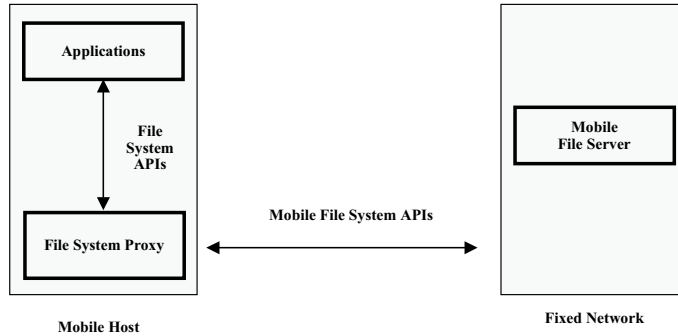 Applications
File
System
APIs
File System Proxy
Mobile Host
Mobile File System APIs
Mobile
File Server
Fixed Network